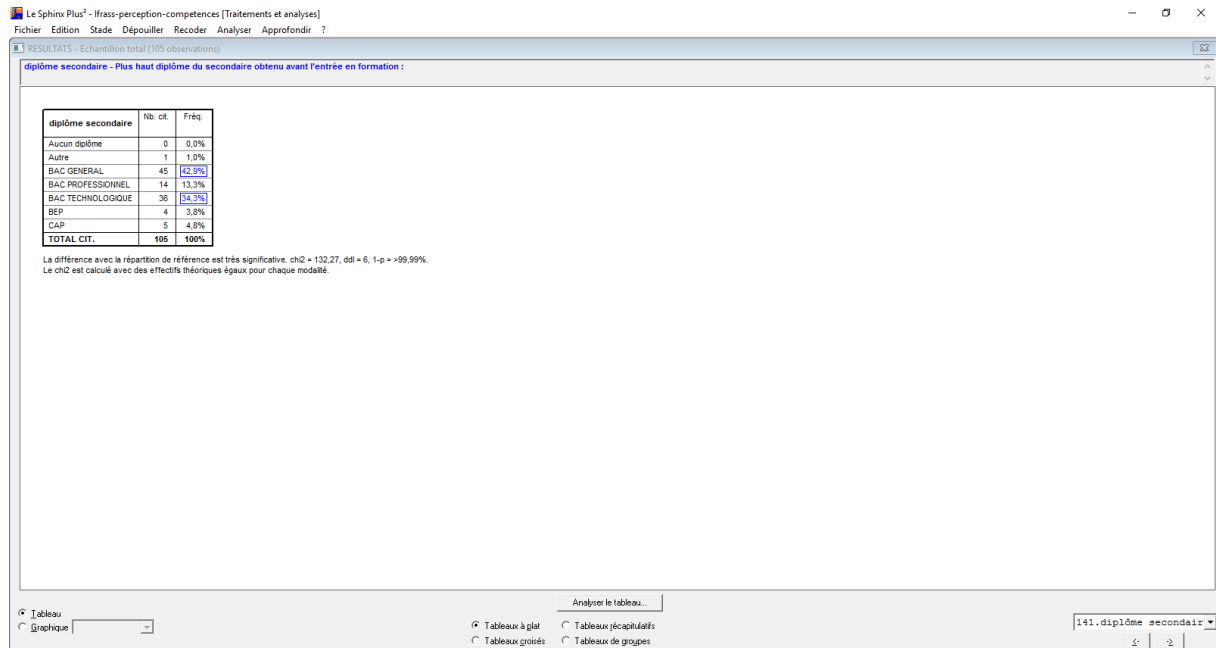 Le Sphinx Plus² - Ifrass-perception-competences [Traitements et analyses]
Fichier Edition Stade Dépouiller Recoder Analyser Approfondir ?
RESULTATS - Echantillon total (105 observations)
diplôme secondaire - Plus haut diplôme du secondaire obtenu avant l'entrée en formation :
diplôme secondaire Nb. cit. Fréq.
Aucun diplôme 0 0,0%
Autre 1 1,0%
BAC GENERAL 45 42,9%
BAC PROFESSIONNEL 14 13,3%
BAC TECHNOLOGIQUE 36 34,3%
BEP 4 3,8%
CAP 5 4,8%
TOTAL CIT. 105 100%
La différence avec la répartition de référence est très significative. chi2 = 132,27, ddl = 6, 1-p = >99,99%.
Le chi2 est calculé avec des effectifs théoriques égaux pour chaque modalité.
Analyser le tableau...
Tableau
Graphique
Tableaux à plat Tableaux récapitulatifs
Tableaux croisés Tableaux de groupes
141.diplôme secondair